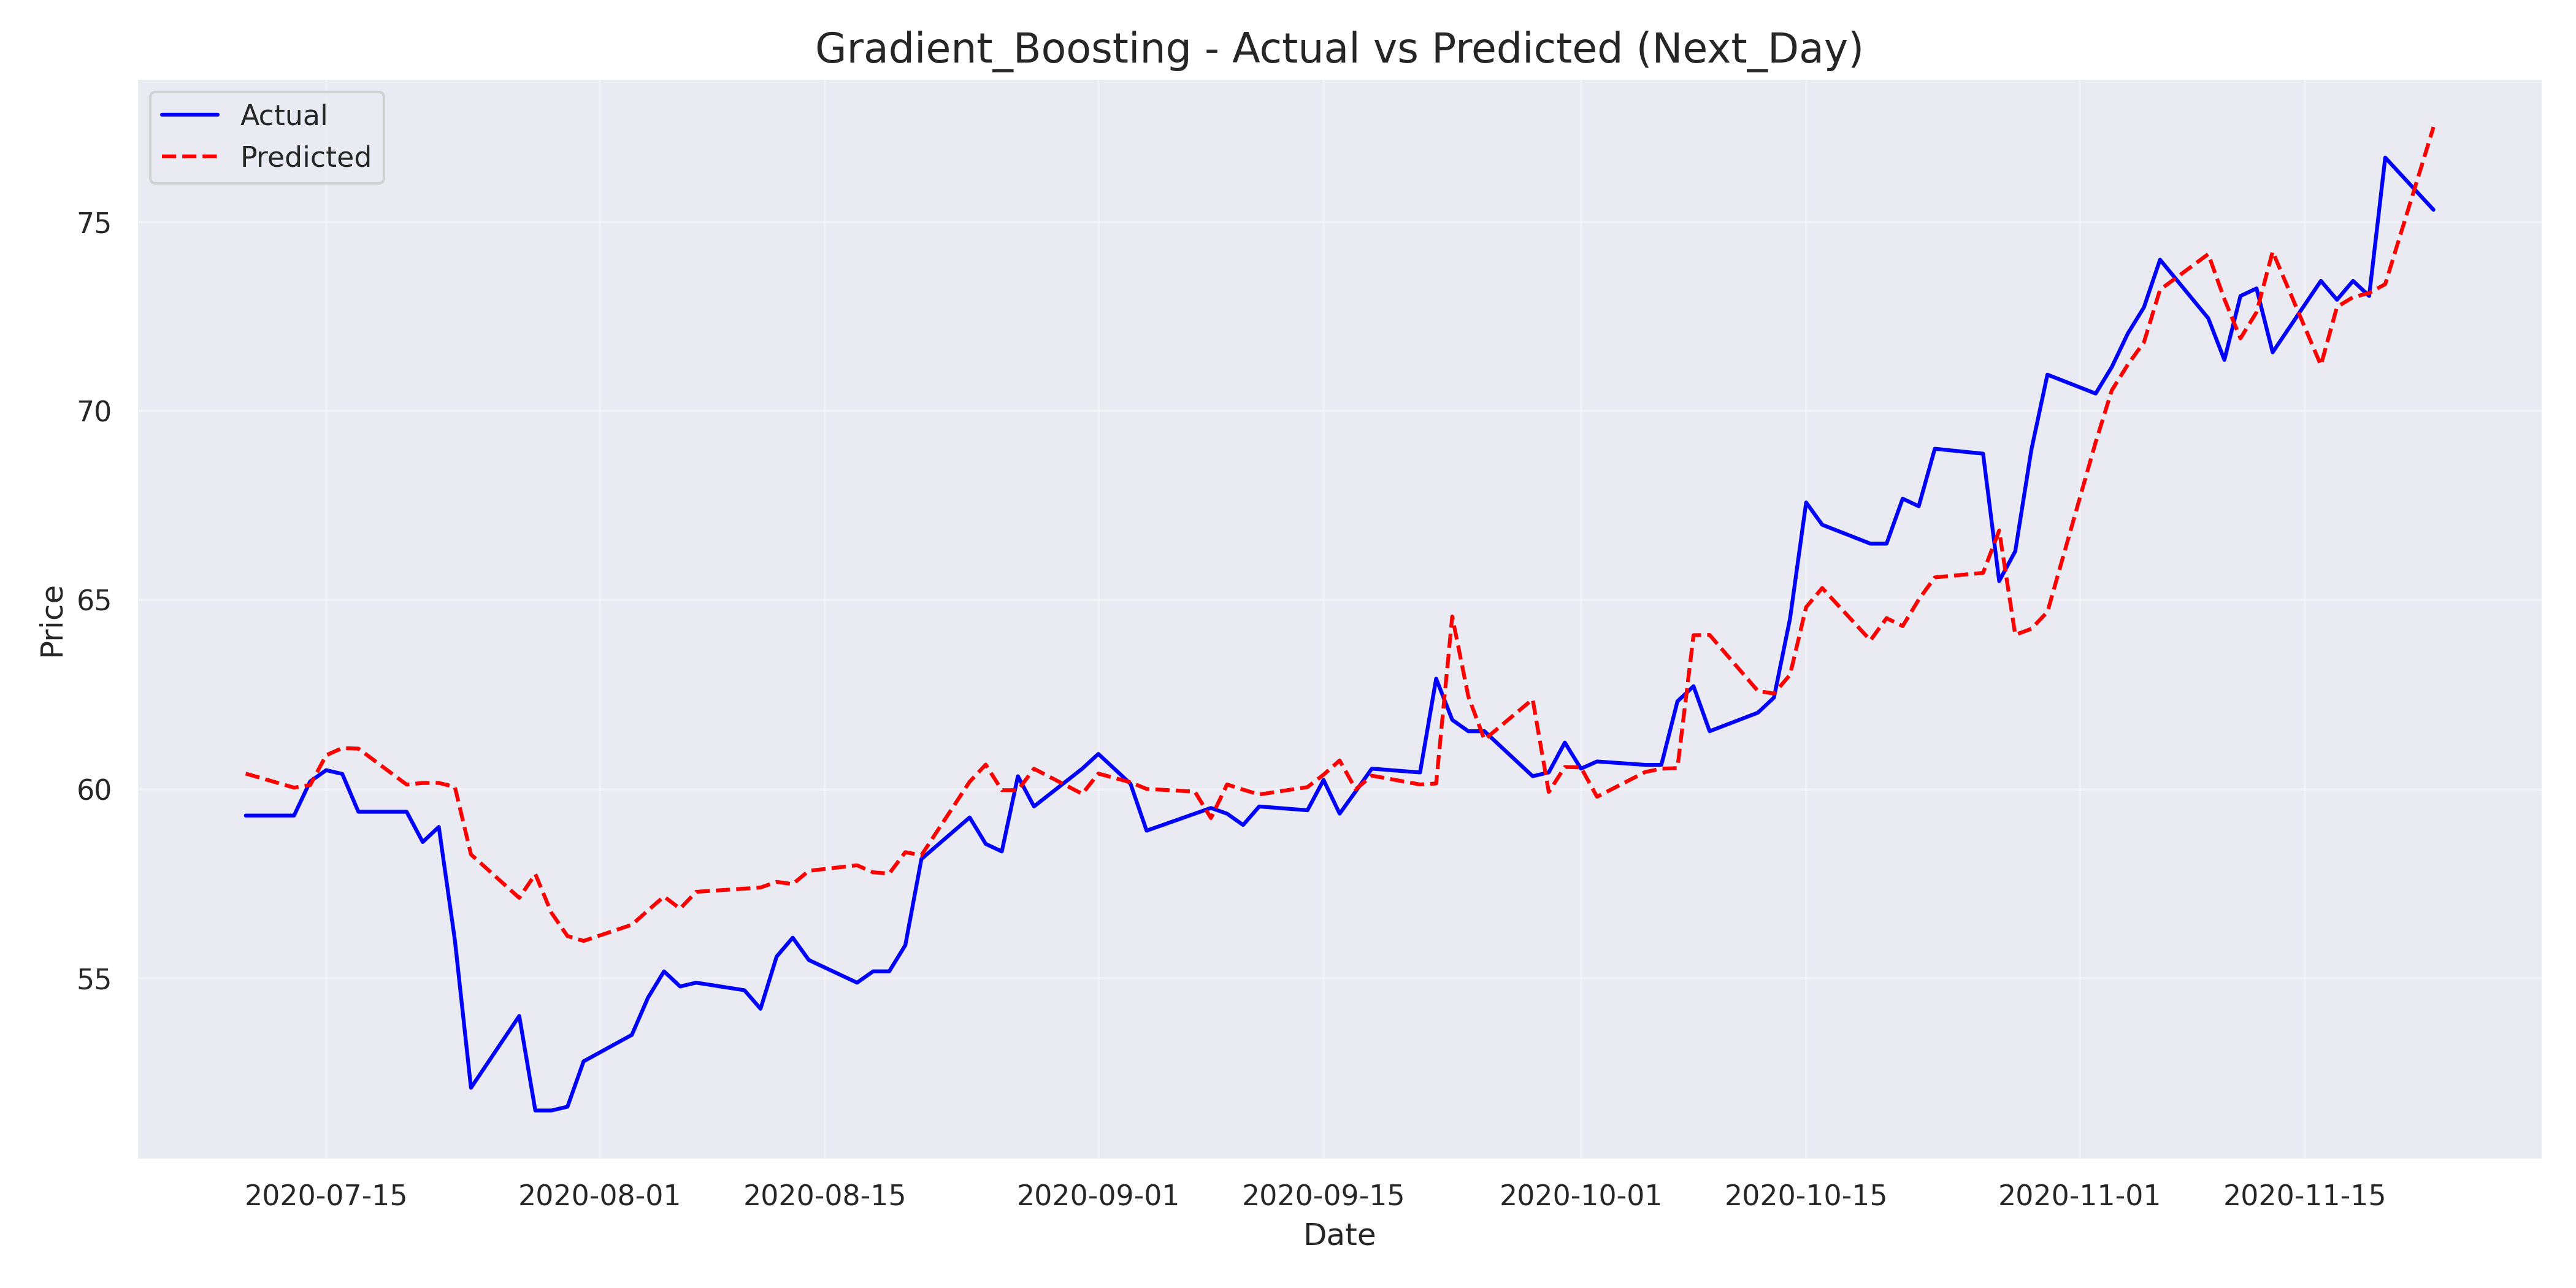 Gradient_Boosting - Actual vs Predicted (Next_Day)
Actual
Predicted
75
70
65
60
55
Price
2020-07-15 2020-08-01 2020-08-15 2020-09-01 2020-09-15 2020-10-01 2020-10-15 2020-11-01 2020-11-15
Date